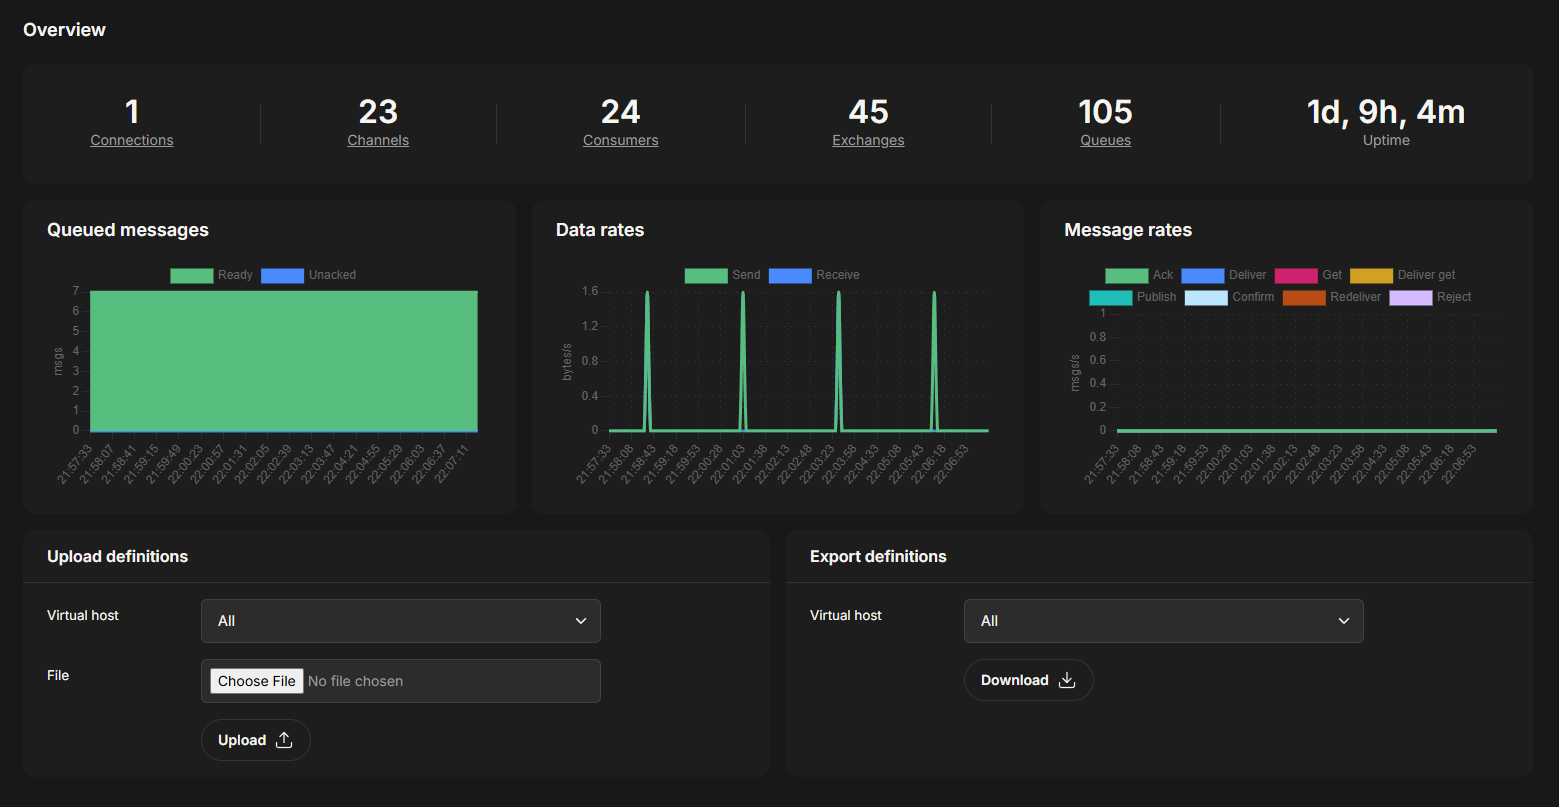 Overview
1 23 24 45 105 1d, 9h, 4m
Connections Channels Consumers Exchanges Queues Uptime
Queued messages
Ready Unacked
7
6
5
4
3
2
1
0
msgs
21:57:33 21:58:07 21:58:41 21:59:15 21:59:49 22:00:23 22:00:57 22:01:31 22:02:05 22:02:39 22:03:13 22:03:47 22:04:21 22:04:55 22:05:29 22:06:03 22:06:37 22:07:11
Data rates
Send Receive
1.6
1.2
0.8
0.4
0
bytes/s
21:57:33 21:58:08 21:58:43 21:59:18 21:59:53 22:00:28 22:01:03 22:01:38 22:02:13 22:02:48 22:03:23 22:03:58 22:04:33 22:05:08 22:05:43 22:06:18 22:06:53
Message rates
Ack Deliver Get Deliver get
Publish Confirm Redeliver Reject
1
0.8
0.6
0.4
0.2
0
msgs/s
21:57:33 21:58:08 21:58:43 21:59:18 21:59:53 22:00:28 22:01:03 22:01:38 22:02:13 22:02:48 22:03:23 22:03:58 22:04:33 22:05:08 22:05:43 22:06:18 22:06:53
Upload definitions
Virtual host All
File Choose File No file chosen
Upload
Export definitions
Virtual host All
Download